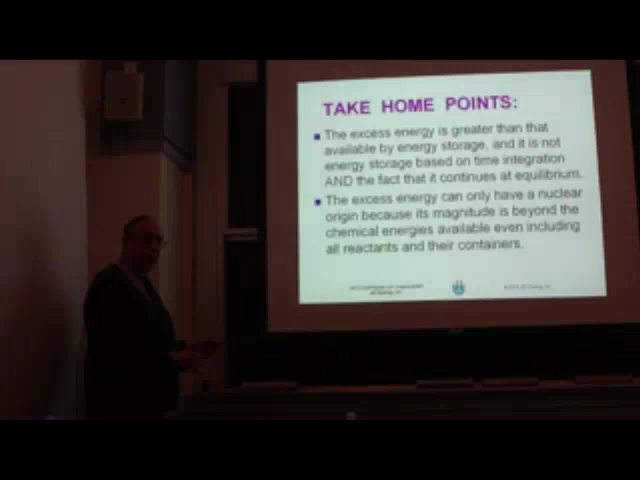 TAKE HOME POINTS:
The excess energy is greater than that
available by energy storage, and it is not
energy storage based on time integration
AND the fact that it continues at equilibrium.
The excess energy can only have a nuclear
origin because its magnitude is beyond the
chemical energies available even including
all reactants and their containers.